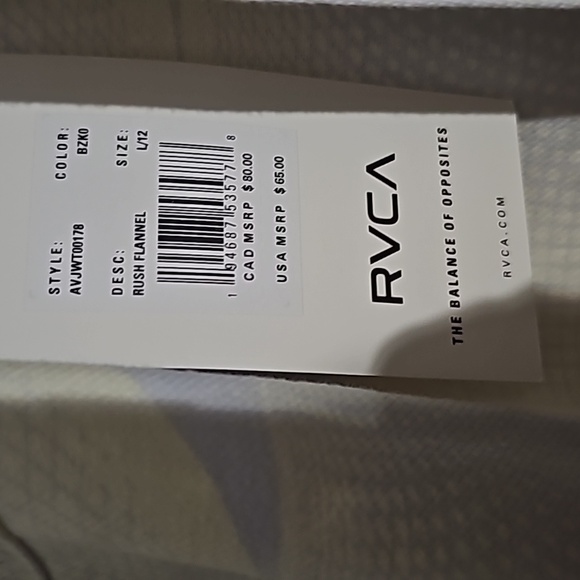 STYLE: COLOR:
AVJWT00178 BZK0
DESC: SIZE:
RUSH FLANNEL L/12
1 94687 53577 8
CAD MSRP $80.00
USA MSRP $65.00
RVCA
THE BALANCE OF OPPOSITES
RVCA.COM